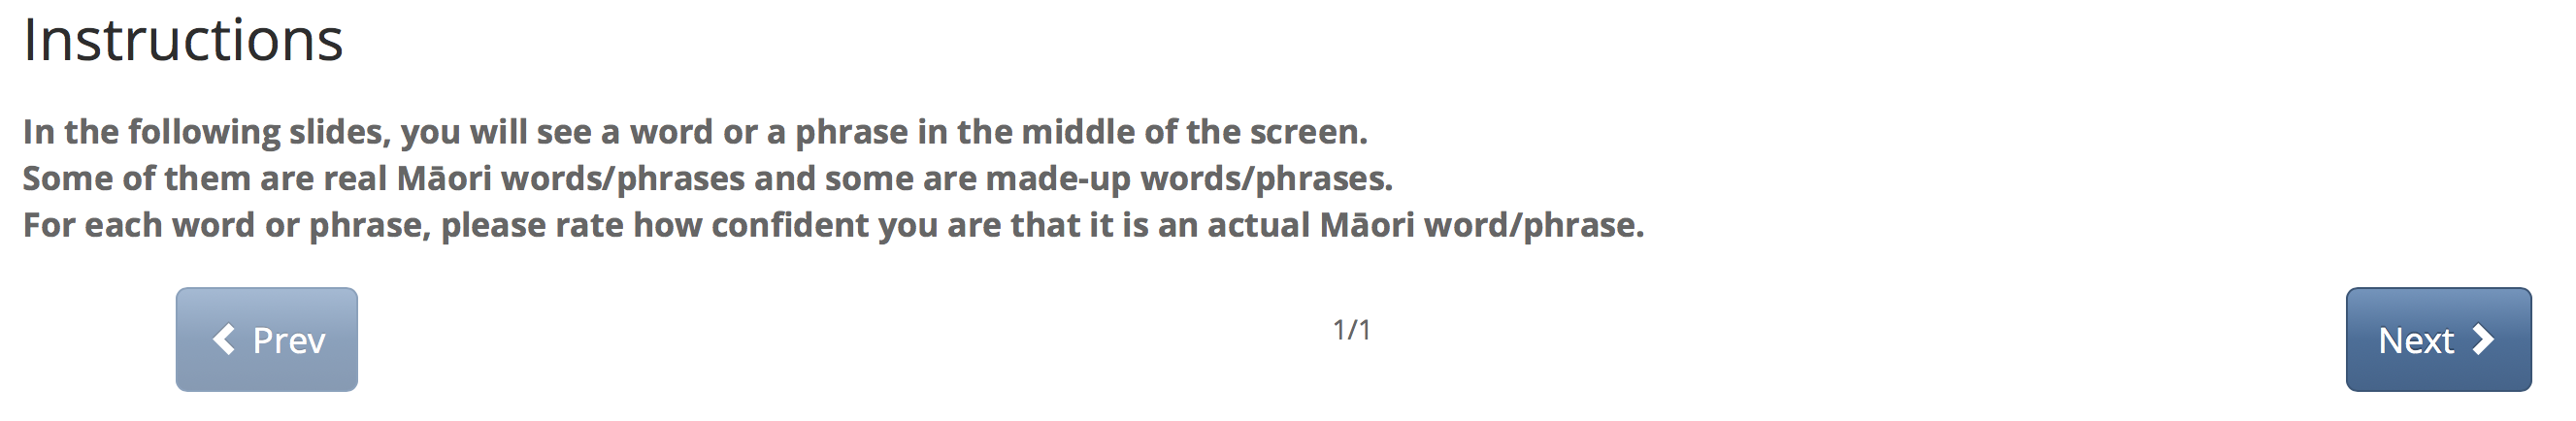 Instructions
In the following slides, you will see a word or a phrase in the middle of the screen.
Some of them are real Māori words/phrases and some are made-up words/phrases.
For each word or phrase, please rate how confident you are that it is an actual Māori word/phrase.
Prev
1/1
Next